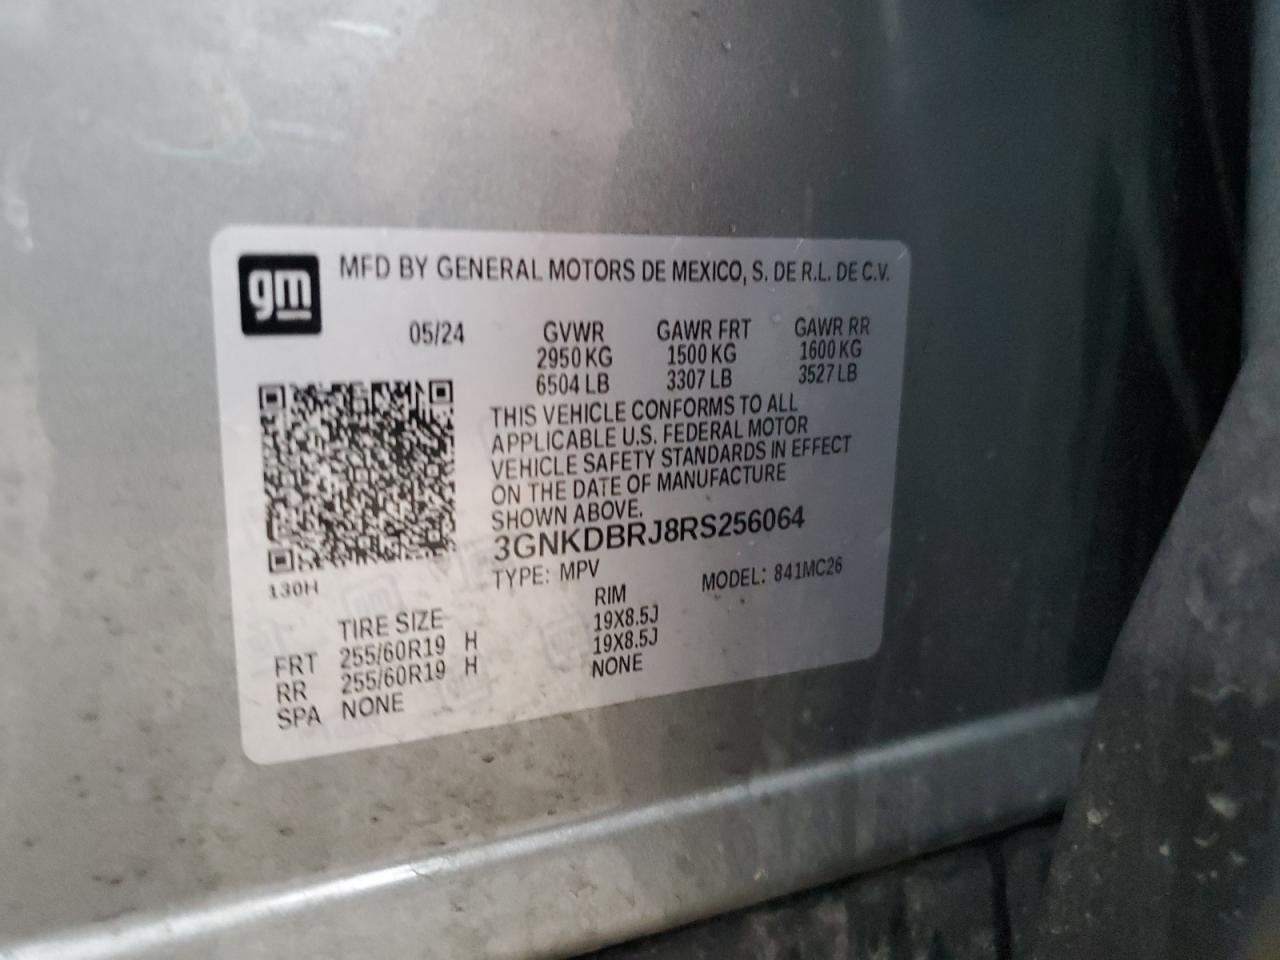 gm
MFD BY GENERAL MOTORS DE MEXICO, S. DE R.L. DE C.V.
05/24 GVWR GAWR FRT GAWR RR
2950 KG 1500 KG 1600 KG
6504 LB 3307 LB 3527 LB
THIS VEHICLE CONFORMS TO ALL
APPLICABLE U.S. FEDERAL MOTOR
VEHICLE SAFETY STANDARDS IN EFFECT
ON THE DATE OF MANUFACTURE
SHOWN ABOVE.
3GNKDBRJ8RS256064
130H
TYPE: MPV MODEL: 841MC26
TIRE SIZE RIM
FRT 255/60R19 H 19X8.5J
RR 255/60R19 H 19X8.5J
SPA NONE NONE